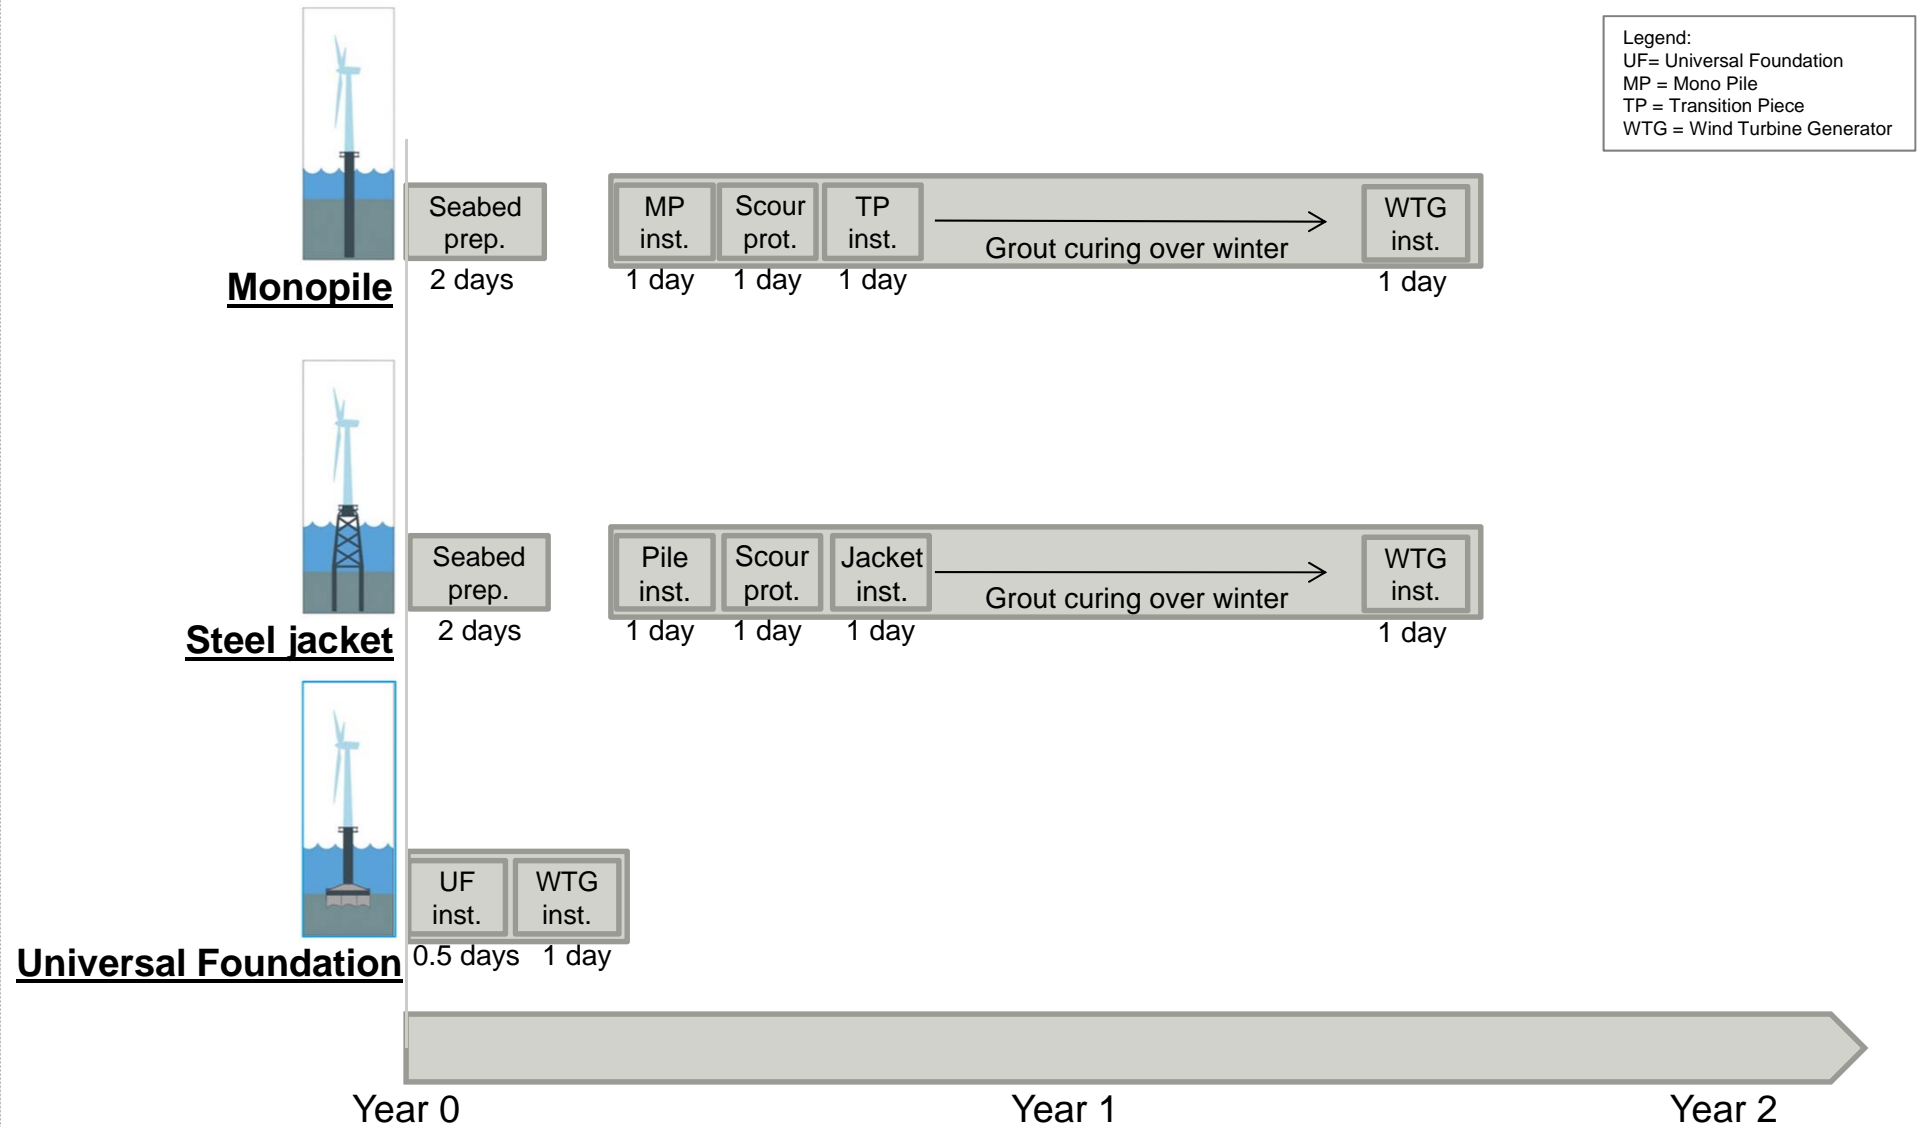 Legend:
UF= Universal Foundation
MP = Mono Pile
TP = Transition Piece
WTG = Wind Turbine Generator
Seabed
prep.
MP
inst.
Scour
prot.
TP
inst.
Grout curing over winter
WTG
inst.
Monopile
2 days
1 day
1 day
1 day
1 day
Seabed
prep.
Pile
inst.
Scour
prot.
Jacket
inst.
Grout curing over winter
WTG
inst.
Steel jacket
2 days
1 day
1 day
1 day
1 day
UF
inst.
WTG
inst.
Universal Foundation
0.5 days
1 day
Year 0
Year 1
Year 2